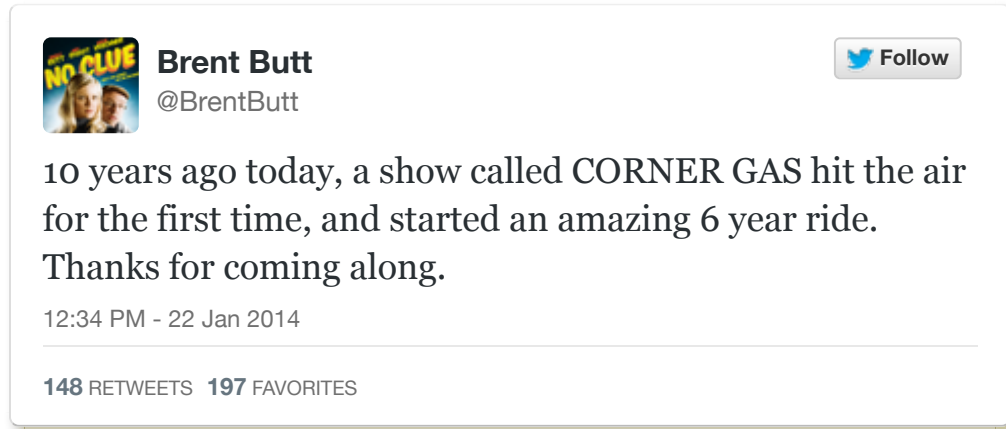 NO CLUE
Brent Butt
Follow
@BrentButt
10 years ago today, a show called CORNER GAS hit the air
for the first time, and started an amazing 6 year ride.
Thanks for coming along.
12:34 PM - 22 Jan 2014
148 RETWEETS 197 FAVORITES